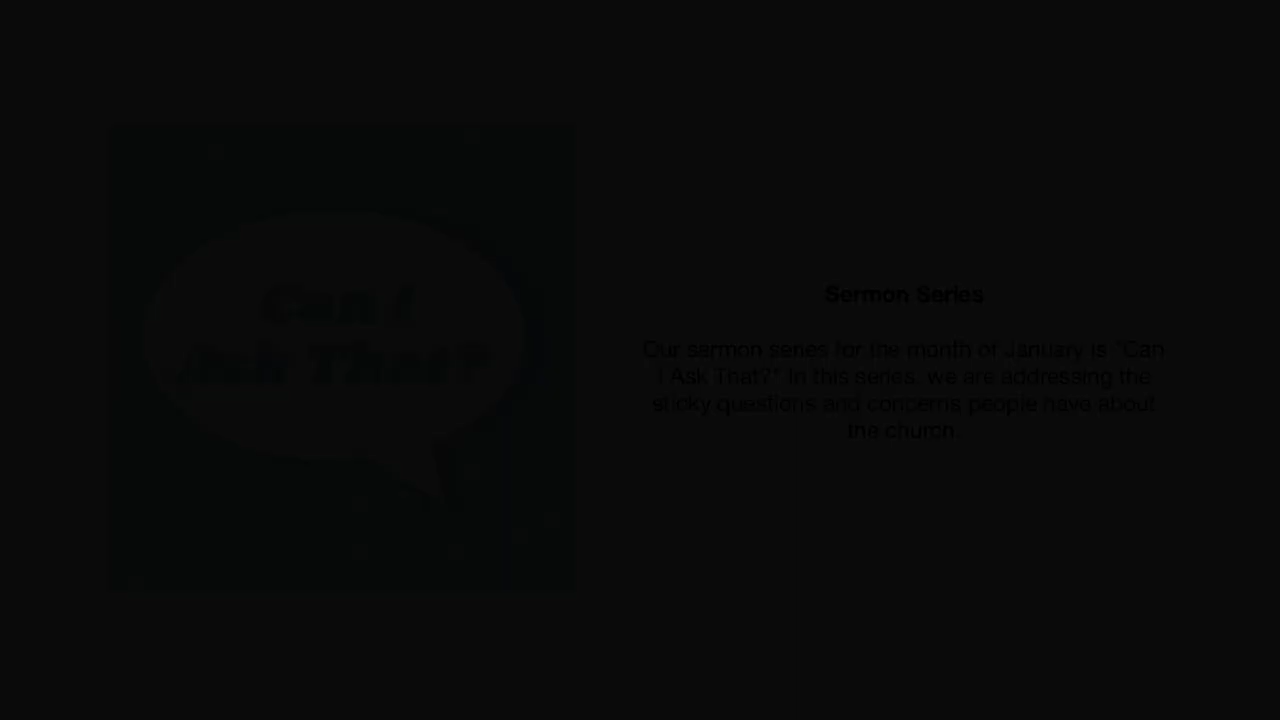 Can I
Ask That?
Sermon Series
Our sermon series for the month of January is "Can
I Ask That?" In this series, we are addressing the
sticky questions and concerns people have about
the church.